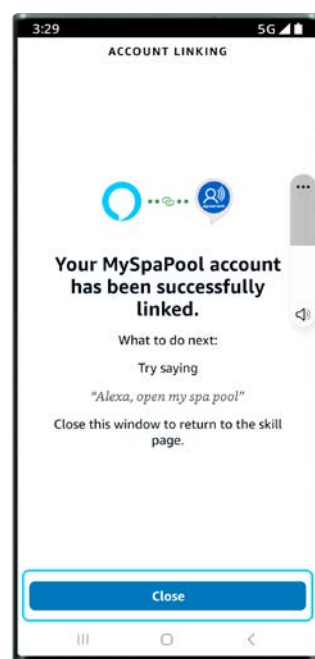 3:29 5G
ACCOUNT LINKING
Your MySpaPool account
has been successfully
linked.
What to do next:
Try saying
"Alexa, open my spa pool"
Close this window to return to the skill
page.
Close